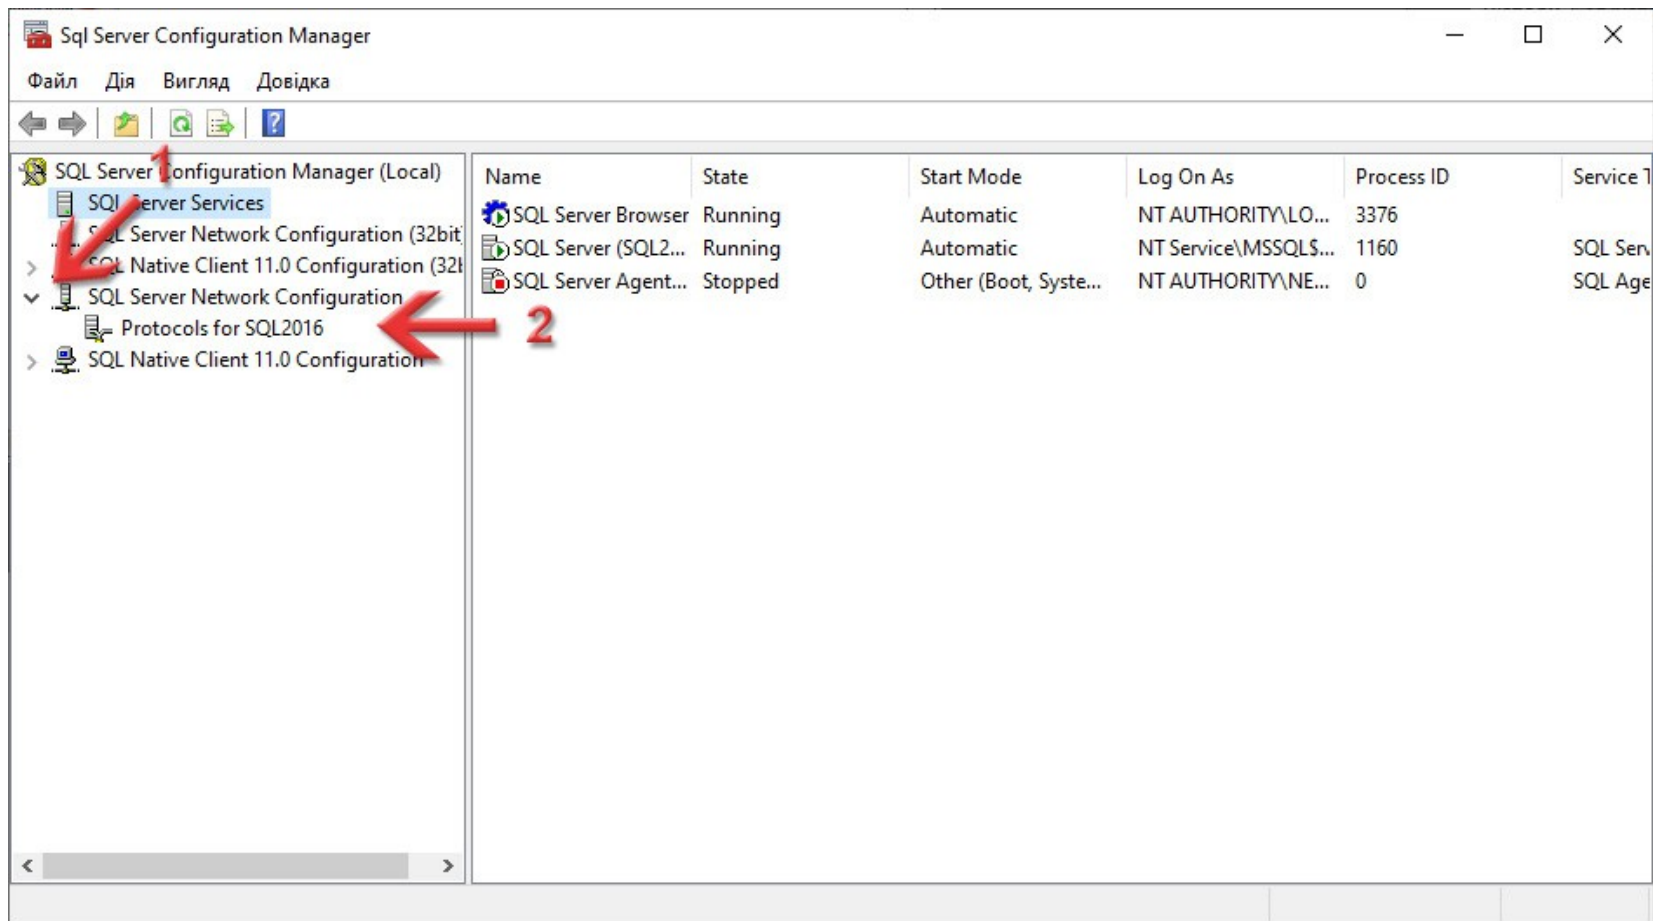 Sql Server Configuration Manager
Файл Дія Вигляд Довідка
1
SQL Server Configuration Manager (Local)
SQL Server Services
SQL Server Network Configuration (32bit
SQL Native Client 11.0 Configuration (32b
SQL Server Network Configuration
Protocols for SQL2016
SQL Native Client 11.0 Configuration
2
Name State Start Mode Log On As Process ID Service T
SQL Server Browser Running Automatic NT AUTHORITY\LO... 3376
SQL Server (SQL2... Running Automatic NT Service\MSSQL$... 1160 SQL Serv
SQL Server Agent... Stopped Other (Boot, Syste... NT AUTHORITY\NE... 0 SQL Age